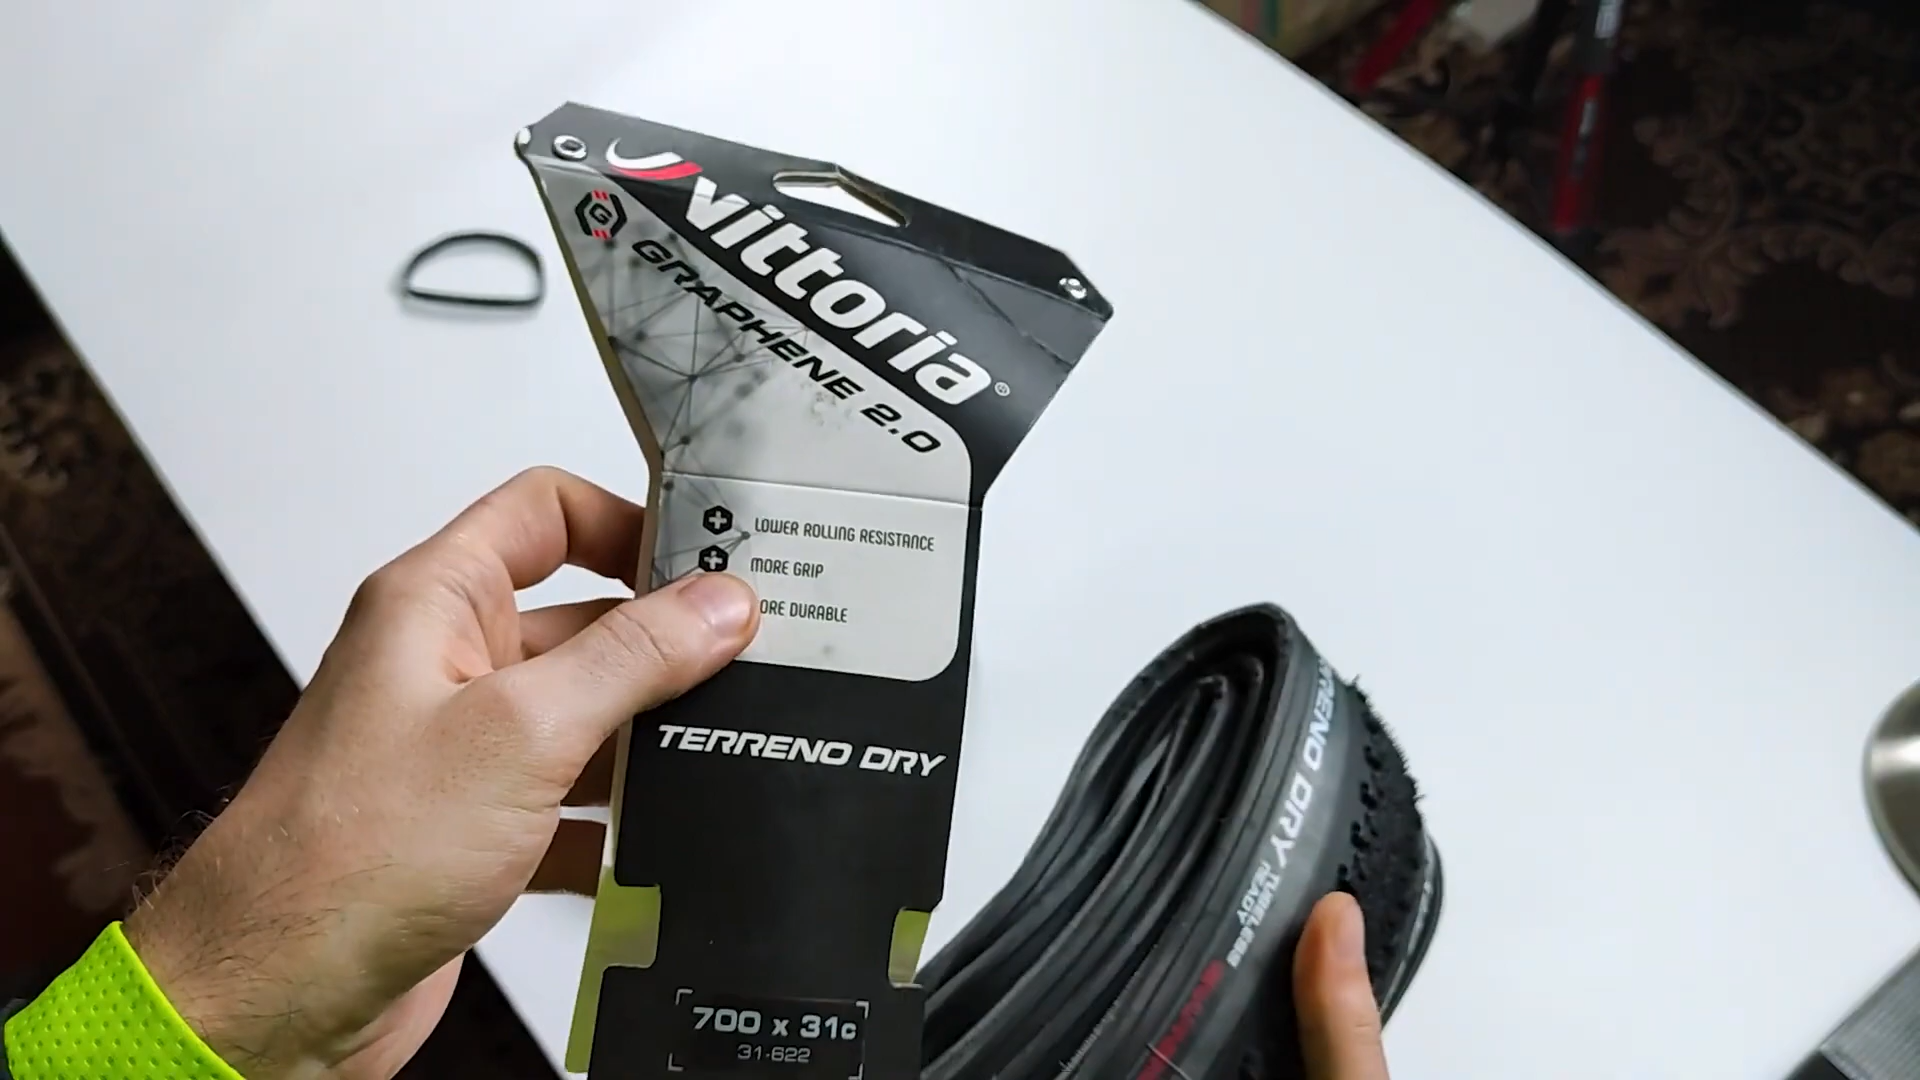 vittoria®
G GRAPHENE 2.0
LOWER ROLLING RESISTANCE
MORE GRIP
ORE DURABLE
TERRENO DRY
700 x 31c
31-622
RRENO DRY
TUBELESS
READY